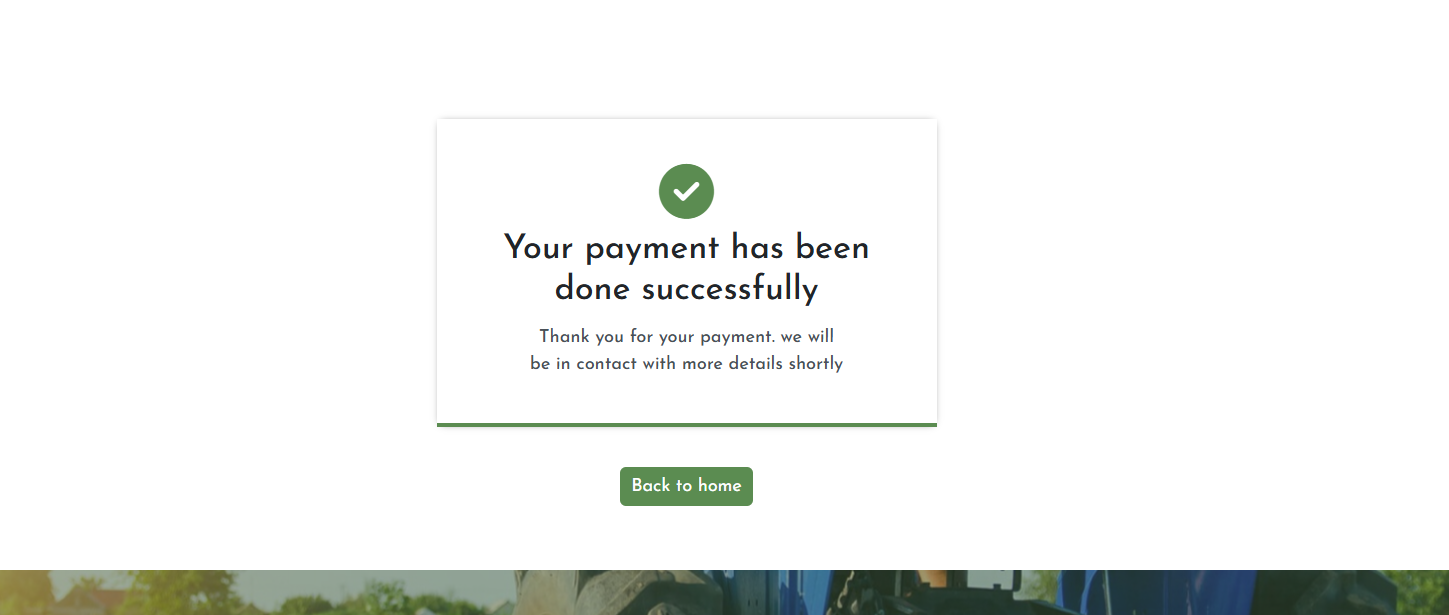 Your payment has been
done successfully
Thank you for your payment. we will
be in contact with more details shortly
Back to home